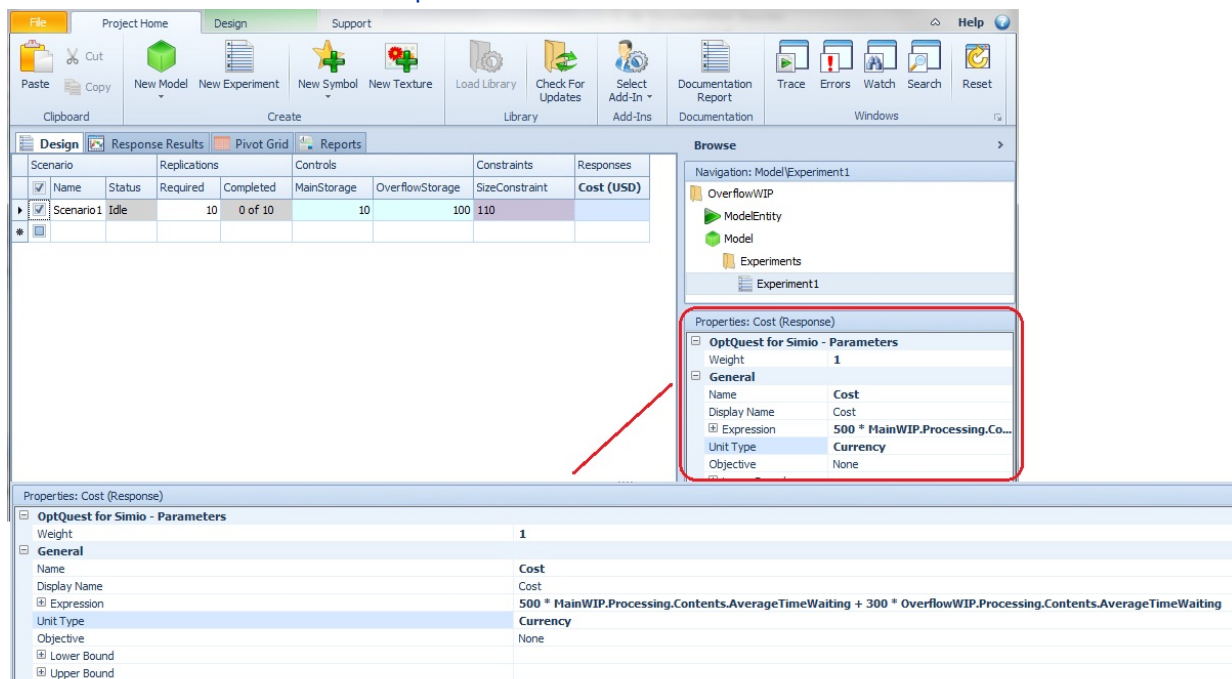 File Project Home Design Support Help
Paste Cut Copy New Model New Experiment New Symbol New Texture Load Library Check For Updates Select Add-In Documentation Report Trace Errors Watch Search Reset
Clipboard Create Library Add-Ins Documentation Windows
Design Response Results Pivot Grid Reports
Scenario Replications Controls Constraints Responses
Name Status Required Completed MainStorage OverflowStorage SizeConstraint Cost (USD)
Scenario1 Idle 10 0 of 10 10 100 110
Browse
Navigation: Model\Experiment1
OverflowWIP
ModelEntity
Model
Experiments
Experiment1
Properties: Cost (Response)
OptQuest for Simio - Parameters
Weight 1
General
Name Cost
Display Name Cost
Expression 500 * MainWIP.Processing.Co...
Unit Type Currency
Objective None
Properties: Cost (Response)
OptQuest for Simio - Parameters
Weight 1
General
Name Cost
Display Name Cost
Expression 500 * MainWIP.Processing.Contents.AverageTimeWaiting + 300 * OverflowWIP.Processing.Contents.AverageTimeWaiting
Unit Type Currency
Objective None
Lower Bound
Upper Bound